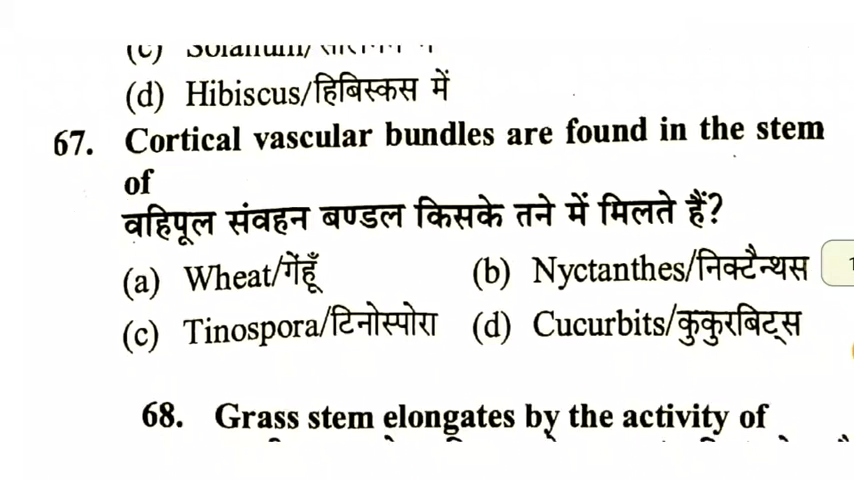 (d) Hibiscus/हिबिस्कस में
67. Cortical vascular bundles are found in the stem
of
वहिपूल संवहन बण्डल किसके तने में मिलते हैं?
(a) Wheat/गेंहूँ (b) Nyctanthes/निक्टैन्थस
(c) Tinospora/टिनोस्पोरा (d) Cucurbits/कुकुरबिट्स
68. Grass stem elongates by the activity of